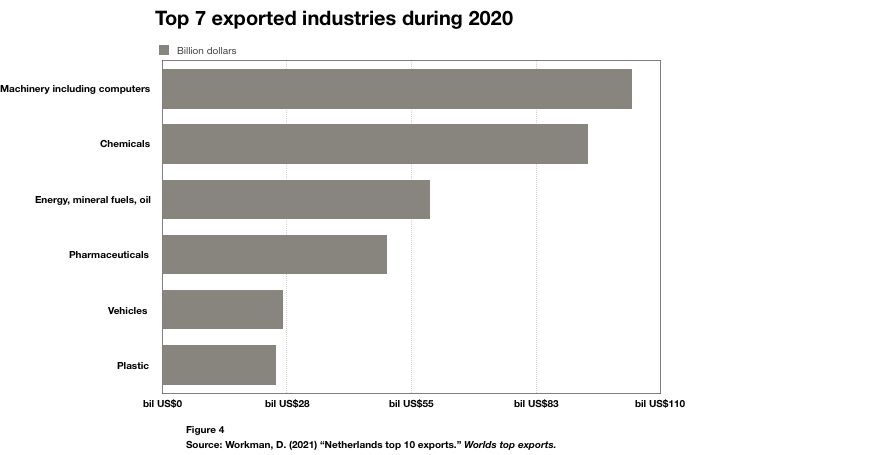 Top 7 exported industries during 2020
Billion dollars
Machinery including computers
Chemicals
Energy, mineral fuels, oil
Pharmaceuticals
Vehicles
Plastic
bil US$0 bil US$28 bil US$55 bil US$83 bil US$110
Figure 4
Source: Workman, D. (2021) “Netherlands top 10 exports.” Worlds top exports.